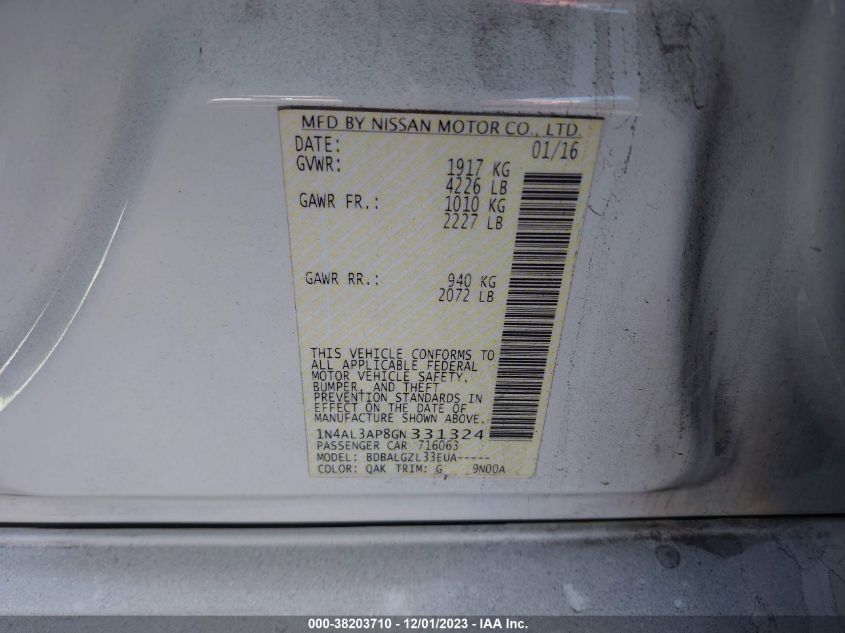 MFD BY NISSAN MOTOR CO., LTD.
DATE: 01/16
GVWR: 1917 KG
4226 LB
GAWR FR.: 1010 KG
2227 LB
GAWR RR.: 940 KG
2072 LB
THIS VEHICLE CONFORMS TO
ALL APPLICABLE FEDERAL
MOTOR VEHICLE SAFETY,
BUMPER, AND THEFT
PREVENTION STANDARDS IN
EFFECT ON THE DATE OF
MANUFACTURE SHOWN ABOVE.
1N4AL3AP8GN331324
PASSENGER CAR 716063
MODEL: BDBALGZL33EUA-----
COLOR: QAK TRIM: G 9N00A
000-38203710 - 12/01/2023 - IAA Inc.